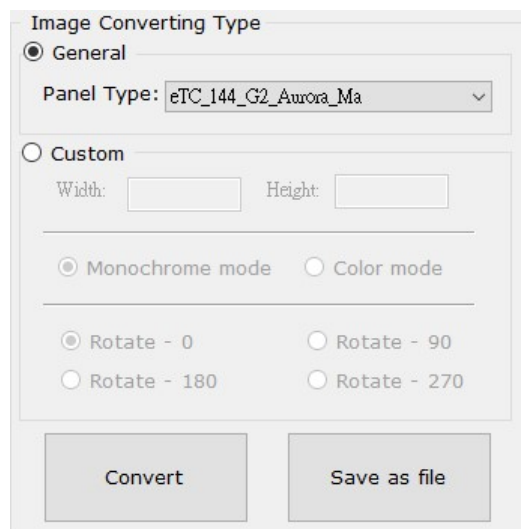 Image Converting Type
General
Panel Type: eTC_144_G2_Aurora_Ma
Custom
Width: Height:
Monochrome mode Color mode
Rotate - 0 Rotate - 90
Rotate - 180 Rotate - 270
Convert Save as file